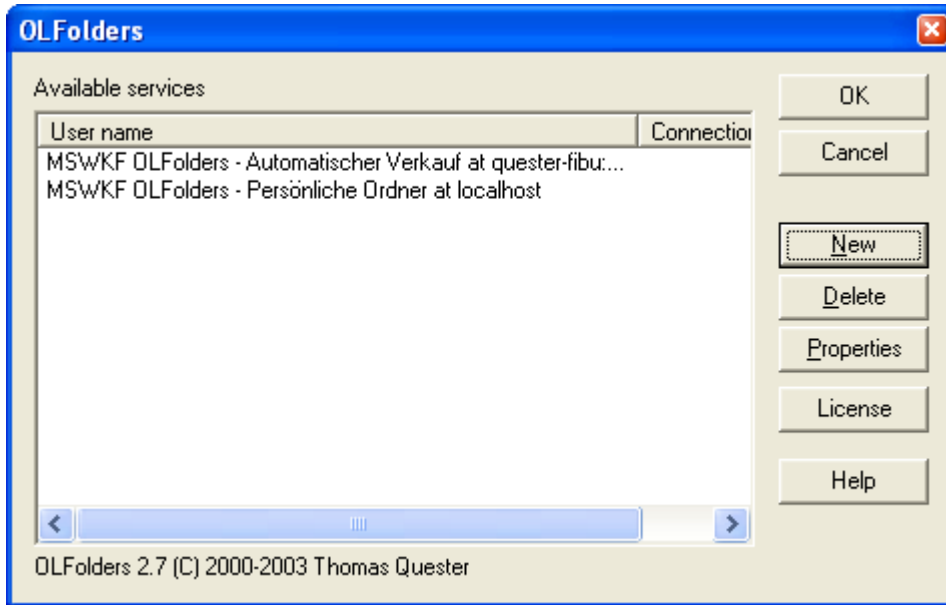 OLFolders
Available services
User name Connection
MSWKF OLFolders - Automatischer Verkauf at quester-fibu:...
MSWKF OLFolders - Persönliche Ordner at localhost
OK
Cancel
New
Delete
Properties
License
Help
OLFolders 2.7 (C) 2000-2003 Thomas Quester